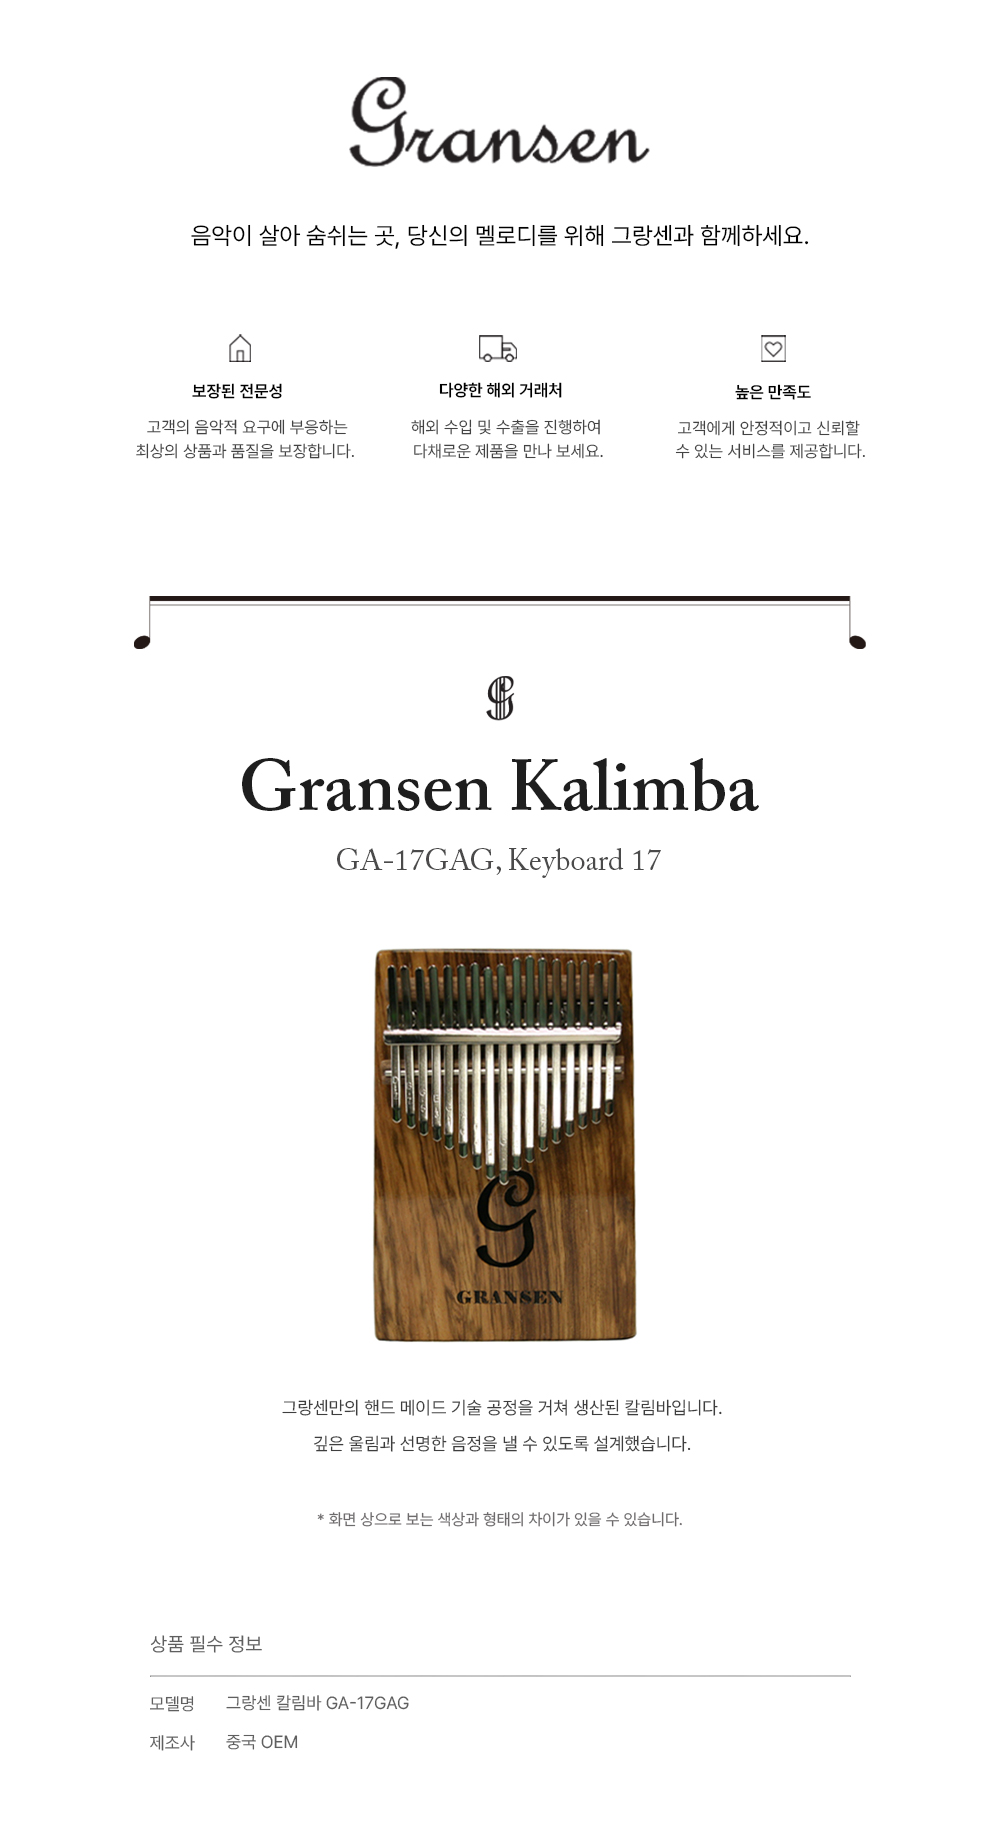 Gransen
음악이 살아 숨쉬는 곳, 당신의 멜로디를 위해 그랑센과 함께하세요.
보장된 전문성
고객의 음악적 요구에 부응하는
최상의 상품과 품질을 보장합니다.
다양한 해외 거래처
해외 수입 및 수출을 진행하여
다채로운 제품을 만나 보세요.
높은 만족도
고객에게 안정적이고 신뢰할
수 있는 서비스를 제공합니다.
Gransen Kalimba
GA-17GAG, Keyboard 17
G
GRANSEN
그랑센만의 핸드 메이드 기술 공정을 거쳐 생산된 칼림바입니다.
깊은 울림과 선명한 음정을 낼 수 있도록 설계했습니다.
* 화면 상으로 보는 색상과 형태의 차이가 있을 수 있습니다.
상품 필수 정보
모델명 그랑센 칼림바 GA-17GAG
제조사 중국 OEM